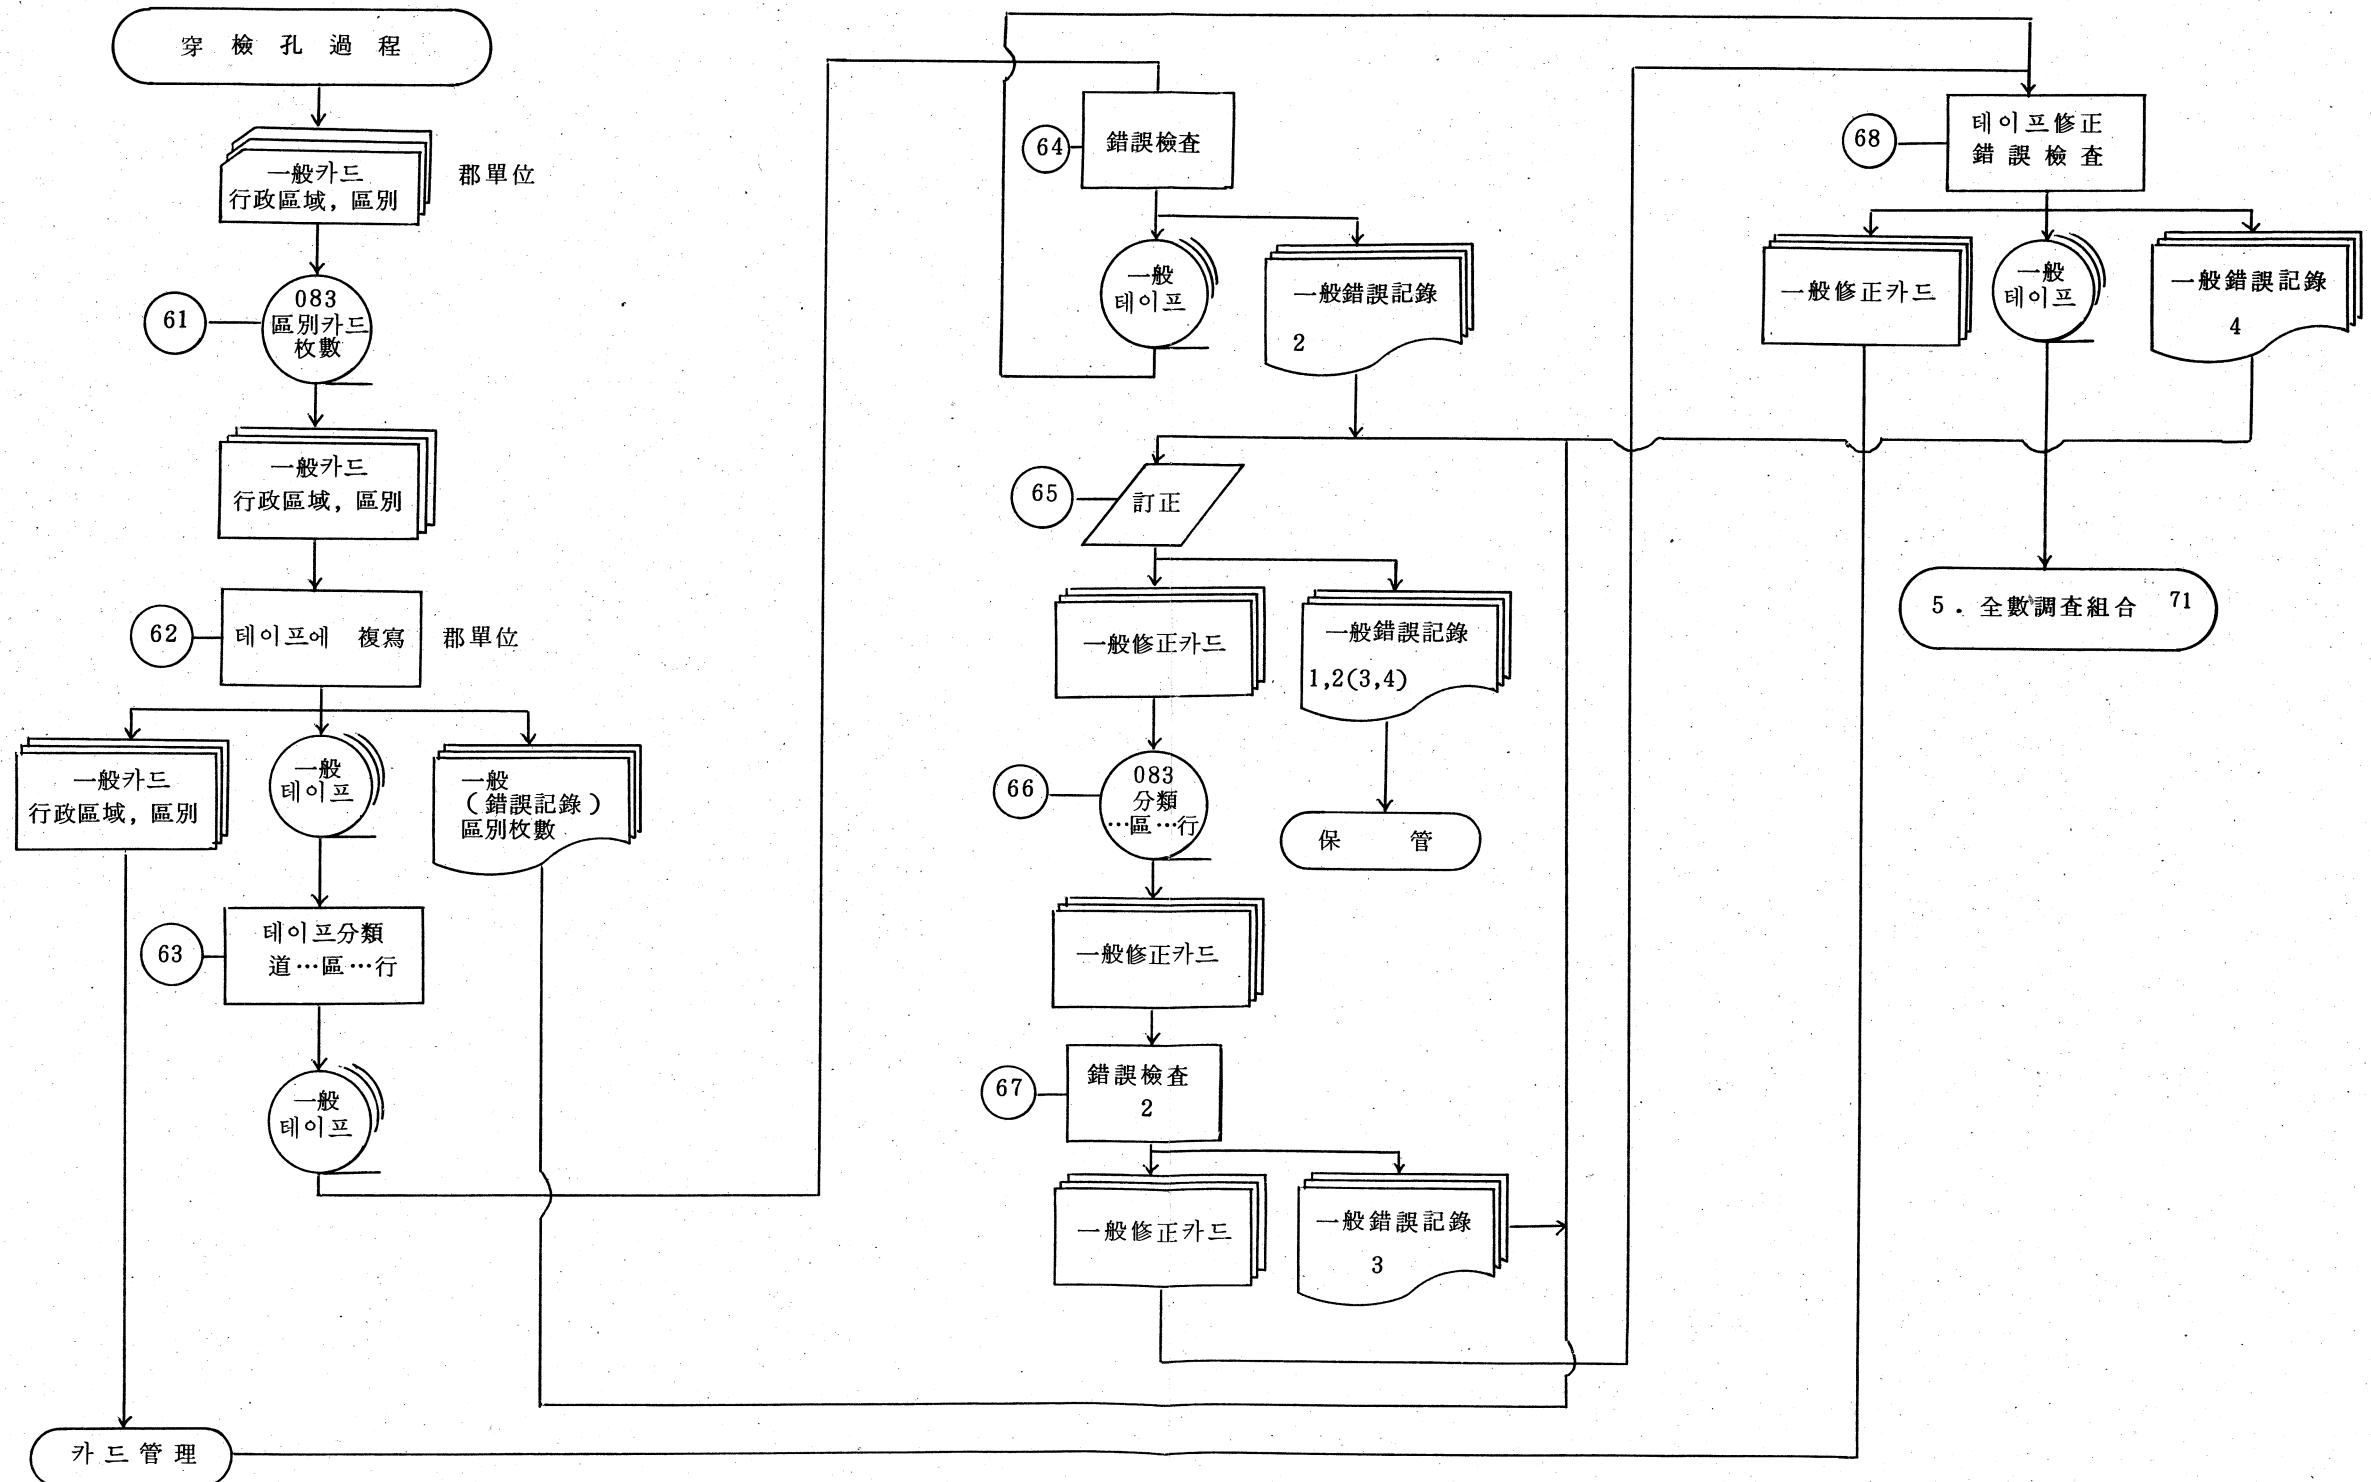 穿檢孔過程
一般카드
行政區域, 區別
郡單位
61
083
區別카드
枚數
一般카드
行政區域, 區別
62
테이프에 複寫
郡單位
一般카드
行政區域, 區別
一般
테이프
一般
(錯誤記錄)
區別枚數
63
테이프分類
道…區…行
一般
테이프
카드管理
64
錯誤檢査
一般
테이프
一般錯誤記錄
2
65
訂正
一般修正카드
一般錯誤記錄
1,2(3,4)
66
083
分類
…區…行
保管
一般修正카드
67
錯誤檢査
2
一般修正카드
一般錯誤記錄
3
68
테이프修正
錯誤檢査
一般修正카드
一般
테이프
一般錯誤記錄
4
5. 全數調査組合 71